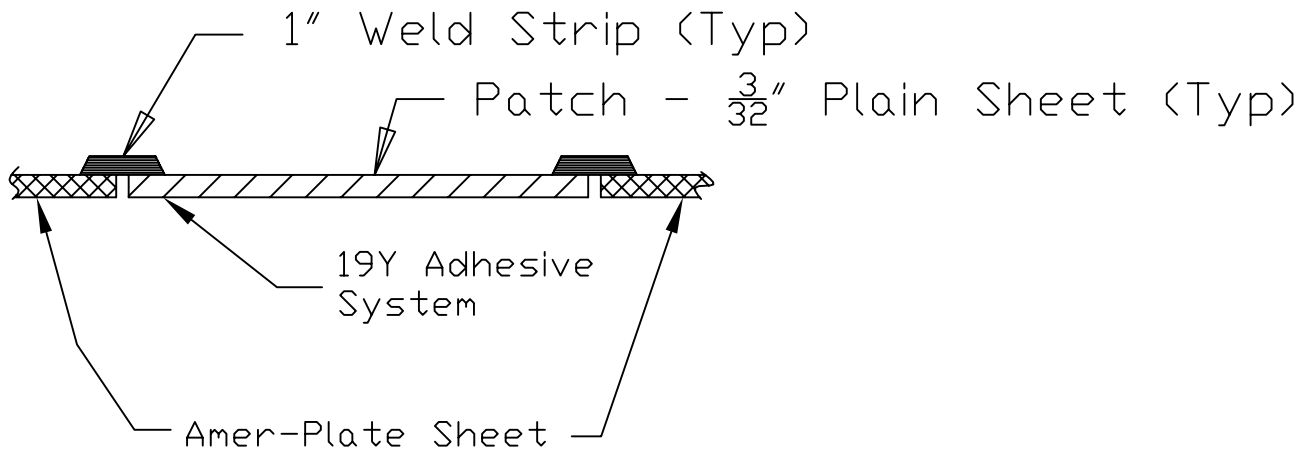 1" Weld Strip (Typ)
Patch - 3/32" Plain Sheet (Typ)
19Y Adhesive
System
Amer-Plate Sheet